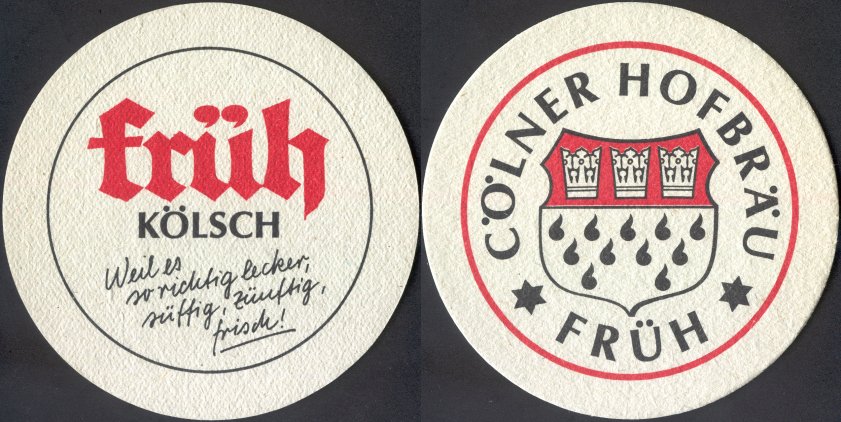 früh
KÖLSCH
Weil es
so richtig lecker,
süffig, zünftig,
frisch!
CÖLNER HOFBRÄU
FRÜH